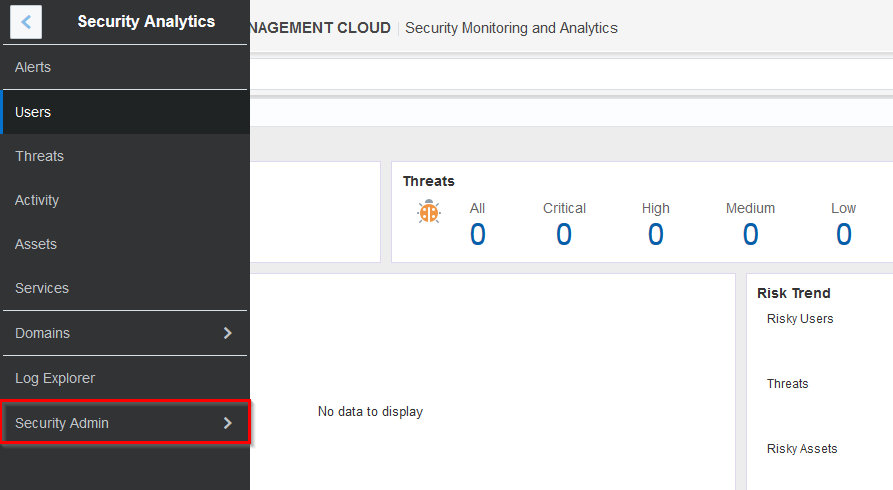 Security Analytics
NAGEMENT CLOUD Security Monitoring and Analytics
Alerts
Users
Threats
Activity
Assets
Services
Domains
Log Explorer
Security Admin
Threats
All Critical High Medium Low
0 0 0 0 0
No data to display
Risk Trend
Risky Users
Threats
Risky Assets